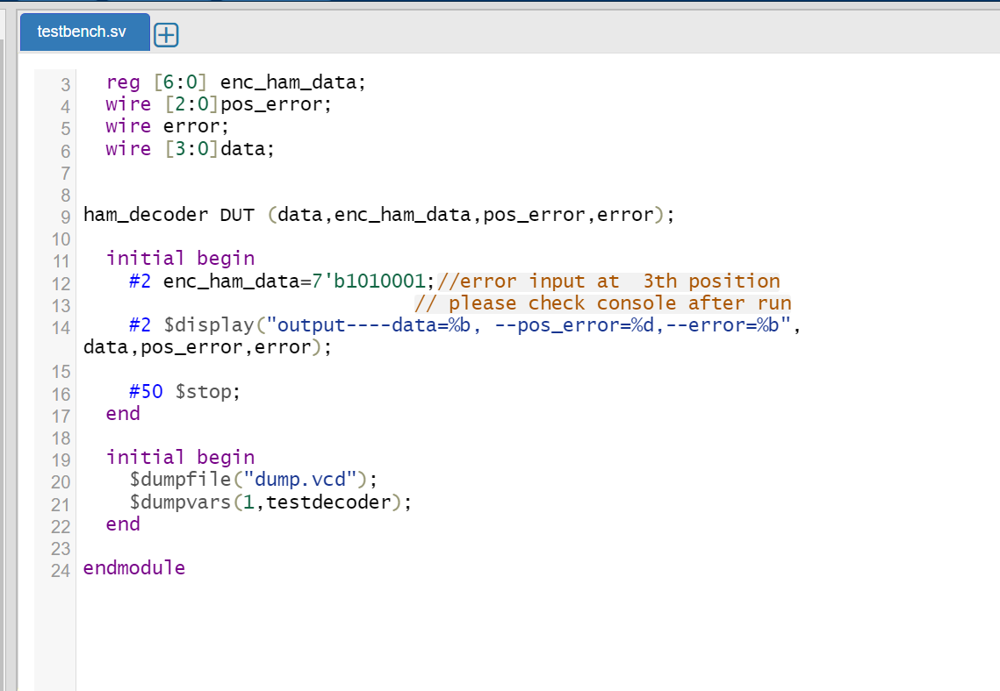 testbench.sv
3 reg [6:0] enc_ham_data;
4 wire [2:0]pos_error;
5 wire error;
6 wire [3:0]data;
7
8
9 ham_decoder DUT (data,enc_ham_data,pos_error,error);
10
11 initial begin
12 #2 enc_ham_data=7'b1010001;//error input at  3th position
13 // please check console after run
14 #2 $display("output----data=%b, --pos_error=%d,--error=%b",
data,pos_error,error);
15
16 #50 $stop;
17 end
18
19 initial begin
20 $dumpfile("dump.vcd");
21 $dumpvars(1,testdecoder);
22 end
23
24 endmodule